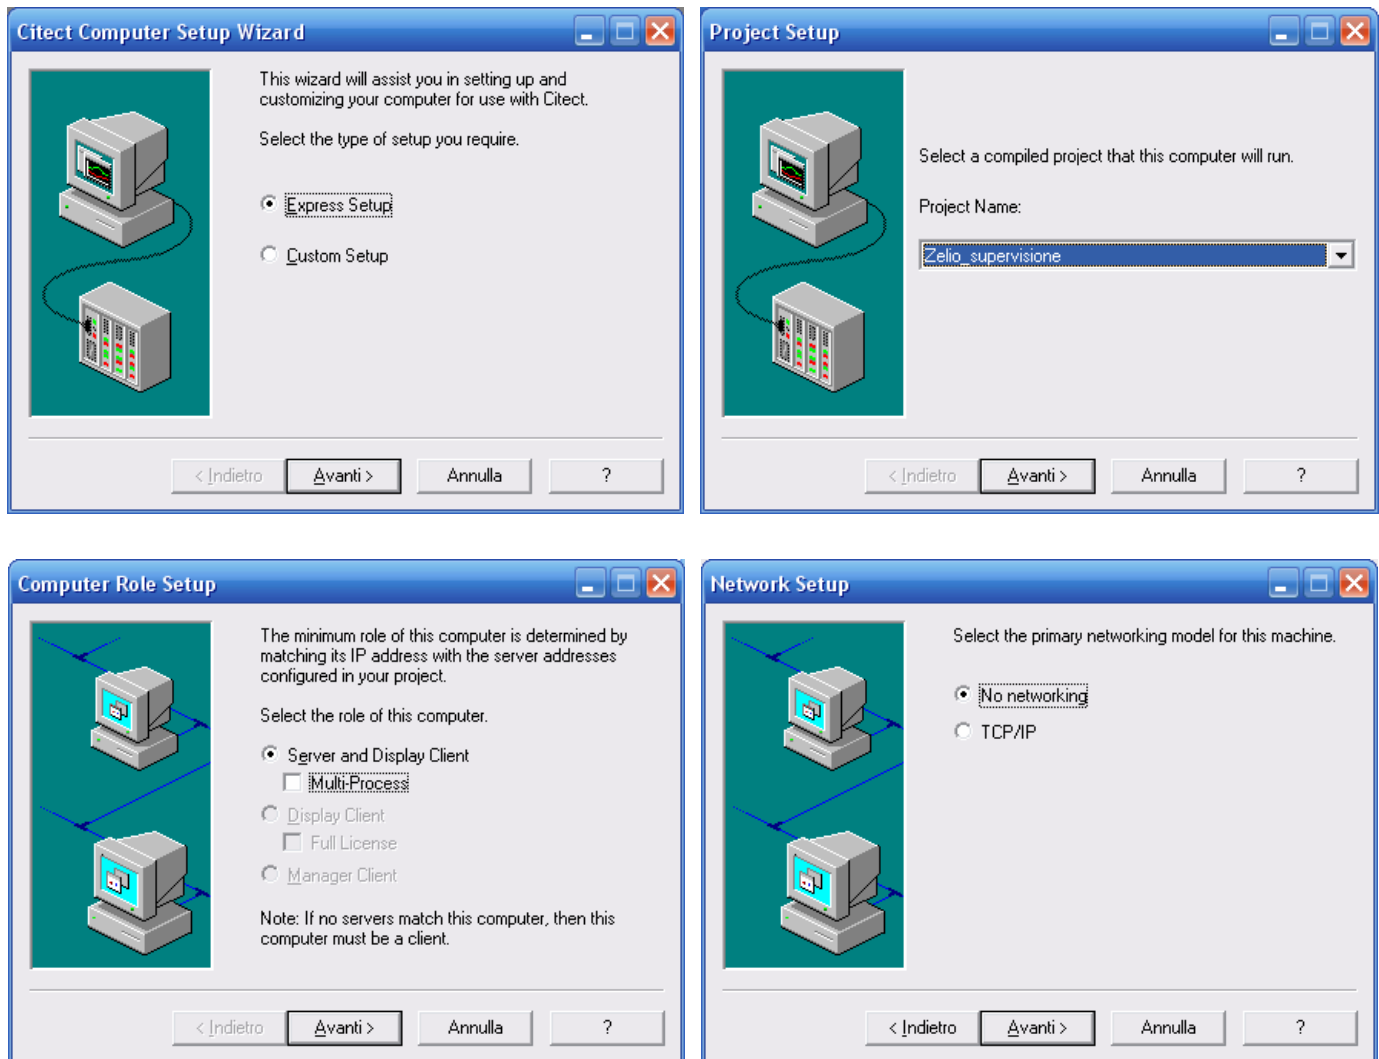 Citect Computer Setup Wizard
This wizard will assist you in setting up and
customizing your computer for use with Citect.
Select the type of setup you require.
Express Setup
Custom Setup
< Indietro
Avanti >
Annulla
?
Project Setup
Select a compiled project that this computer will run.
Project Name:
Zelio_supervisione
< Indietro
Avanti >
Annulla
?
Computer Role Setup
The minimum role of this computer is determined by
matching its IP address with the server addresses
configured in your project.
Select the role of this computer.
Server and Display Client
Multi-Process
Display Client
Full License
Manager Client
Note: If no servers match this computer, then this
computer must be a client.
< Indietro
Avanti >
Annulla
?
Network Setup
Select the primary networking model for this machine.
No networking
TCP/IP
< Indietro
Avanti >
Annulla
?